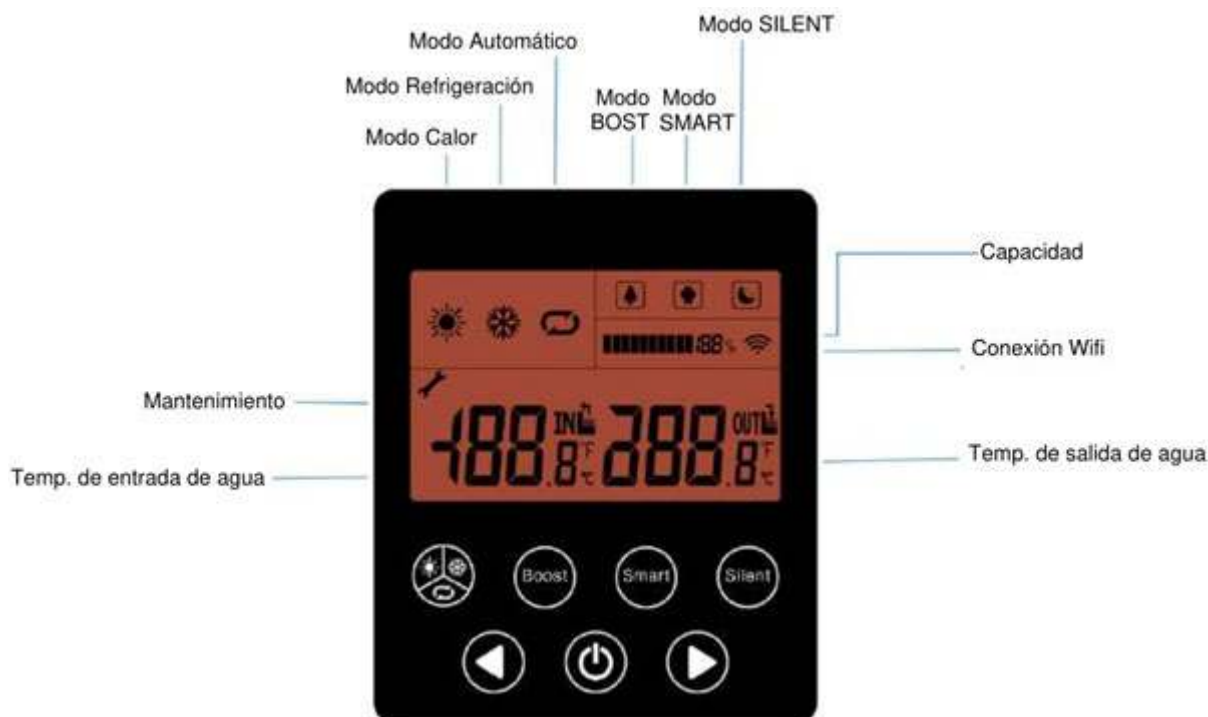 Modo SILENT
Modo Automático
Modo Refrigeración
Modo
BOST
Modo
SMART
Modo Calor
Capacidad
Conexión Wifi
Mantenimiento
Temp. de entrada de agua
Temp. de salida de agua
188 %
188 IN .8 °F °C
288 OUT .8 °F °C
Boost
Smart
Silent